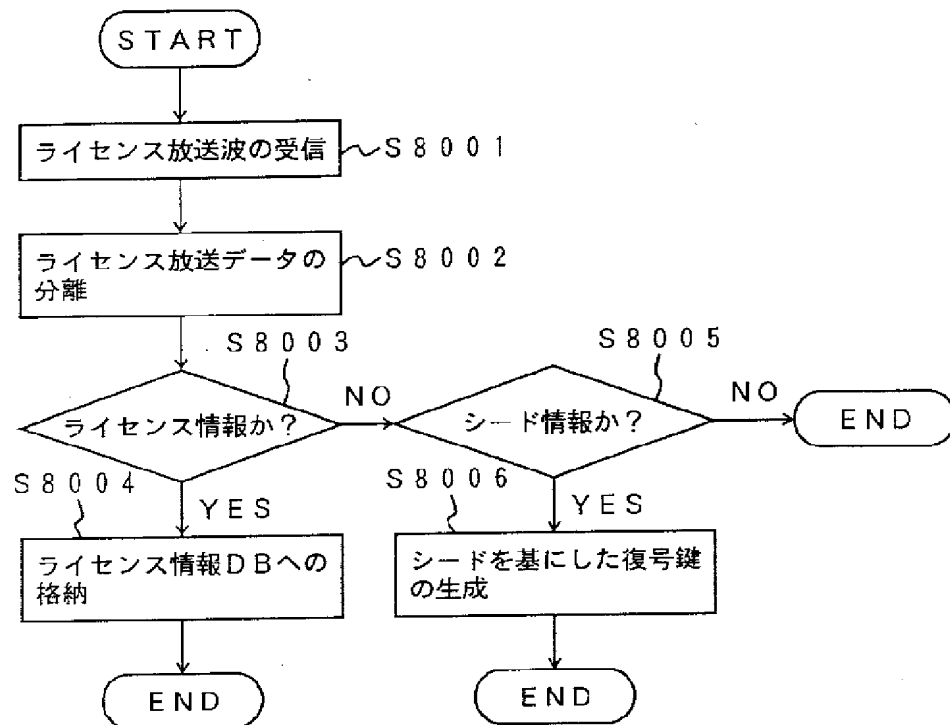 START
ライセンス放送波の受信
S8001
ライセンス放送データの
分離
S8002
S8003
ライセンス情報か?
NO
S8005
シード情報か?
NO
END
S8004
YES
ライセンス情報DBへの
格納
END
S8006
YES
シードを基にした復号鍵
の生成
END